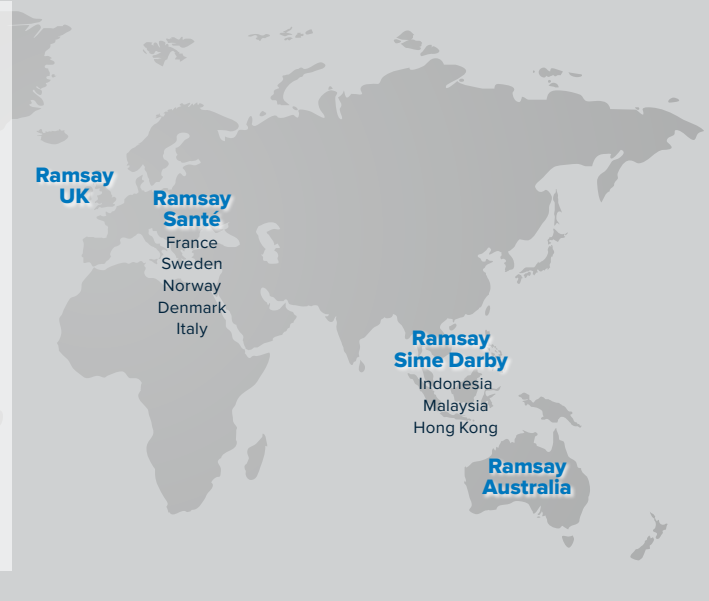 Ramsay
UK
Ramsay
Santé
France
Sweden
Norway
Denmark
Italy
Ramsay
Sime Darby
Indonesia
Malaysia
Hong Kong
Ramsay
Australia